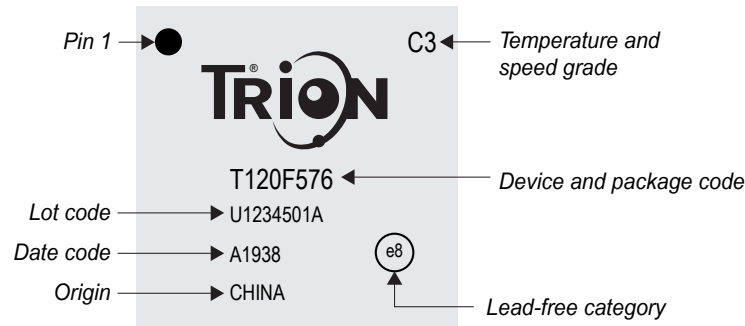 Pin 1
C3
Temperature and
speed grade
TRION®
T120F576
Device and package code
Lot code
U1234501A
Date code
A1938
e8
Origin
CHINA
Lead-free category